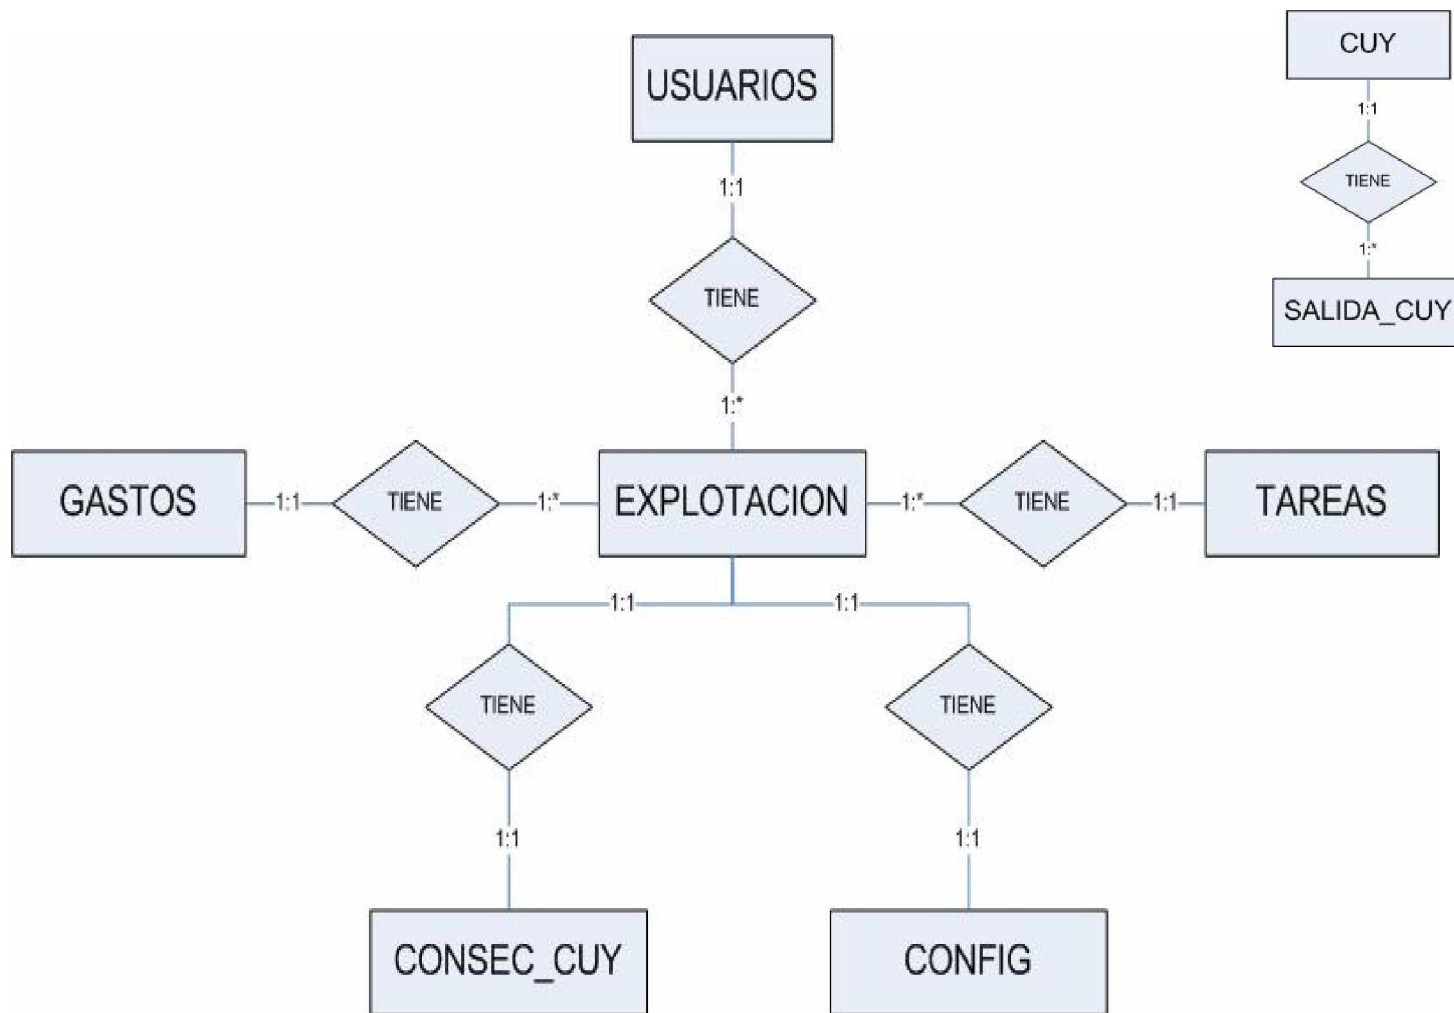 CUY
USUARIOS
1:1
TIENE
1:1
TIENE
1:*
SALIDA_CUY
1:*
GASTOS
1:1
TIENE
1:*
EXPLOTACION
1:*
TIENE
1:1
TAREAS
1:1
1:1
TIENE
TIENE
1:1
1:1
CONSEC_CUY
CONFIG